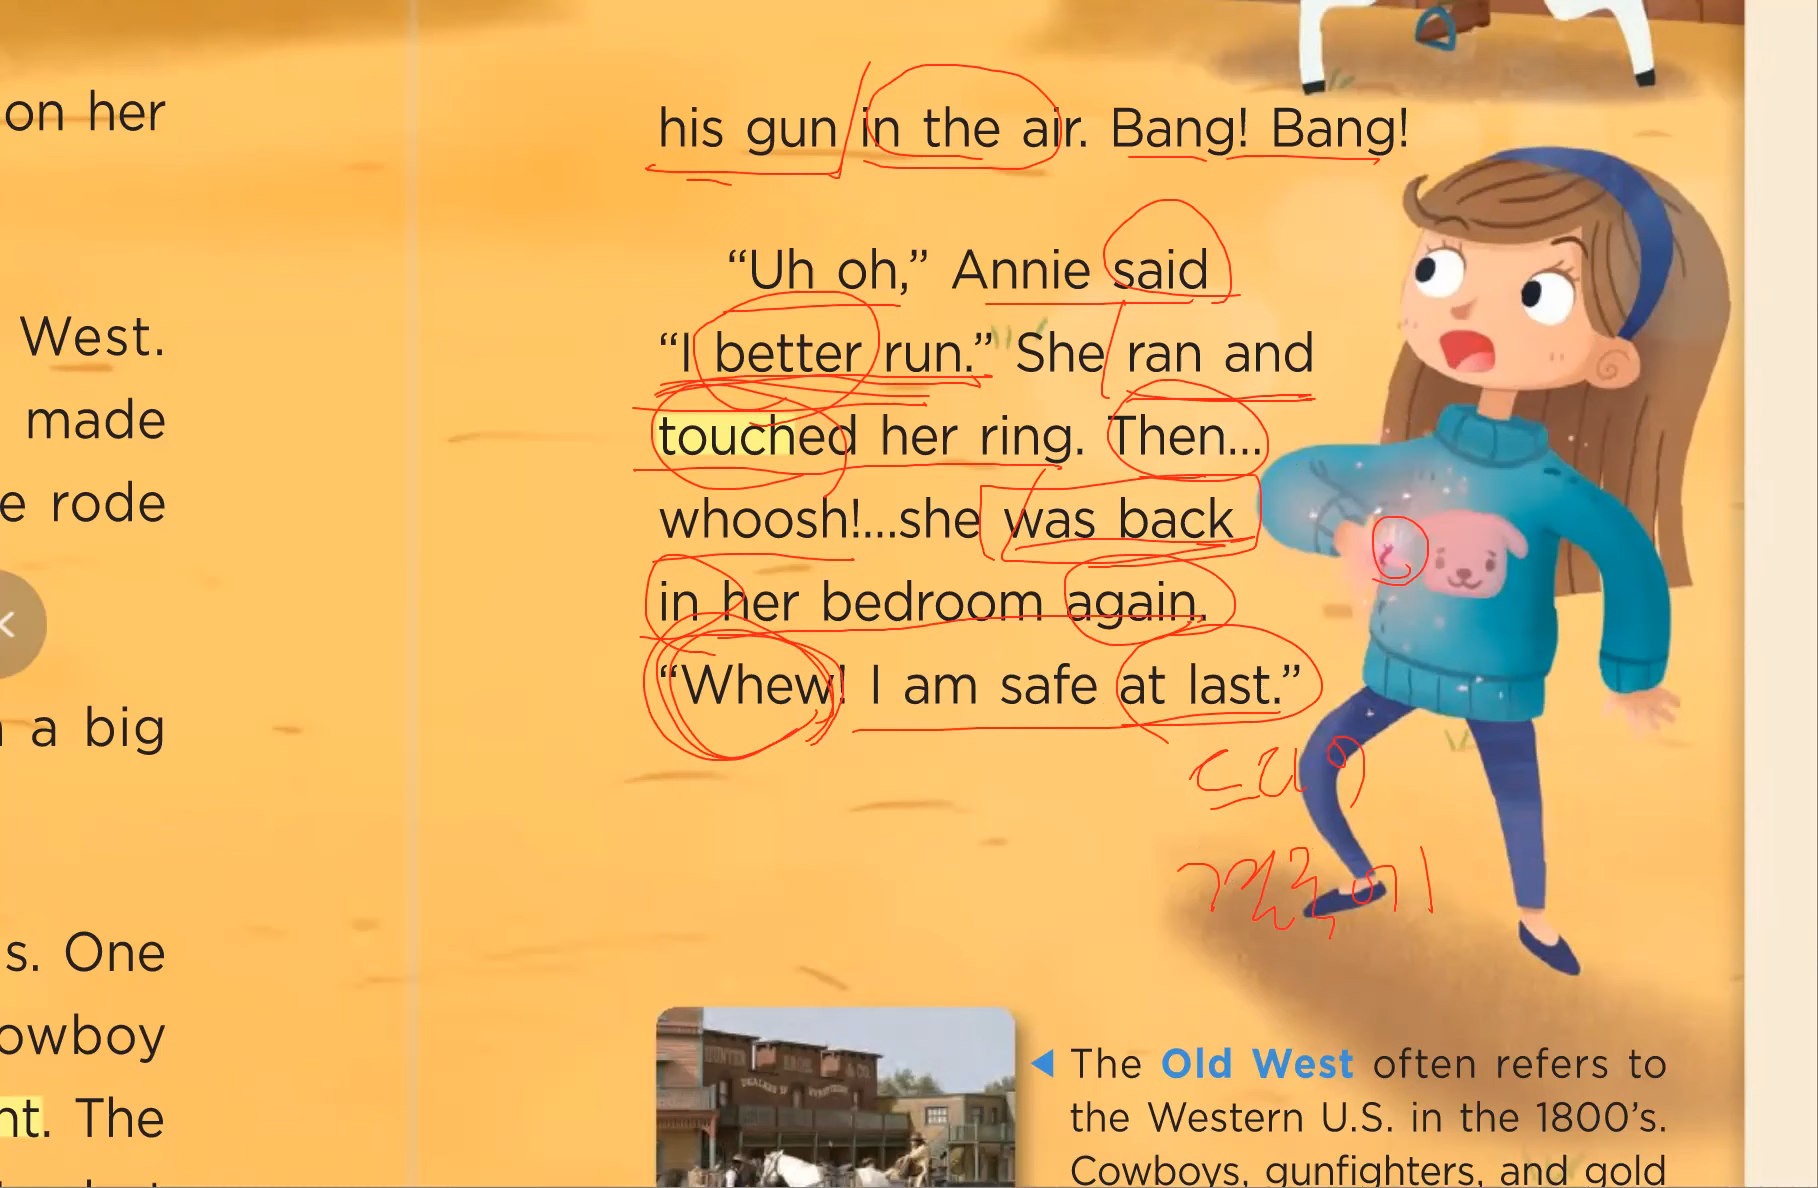 on her
West.
made
e rode
a big
s. One
owboy
nt. The
his gun in the air. Bang! Bang!
“Uh oh,” Annie said
“I better run.” She ran and
touched her ring. Then...
whoosh!...she was back
in her bedroom again.
“Whew! I am safe at last.”
드디어
결국에
◀ The Old West often refers to
the Western U.S. in the 1800’s.
Cowboys, gunfighters, and gold